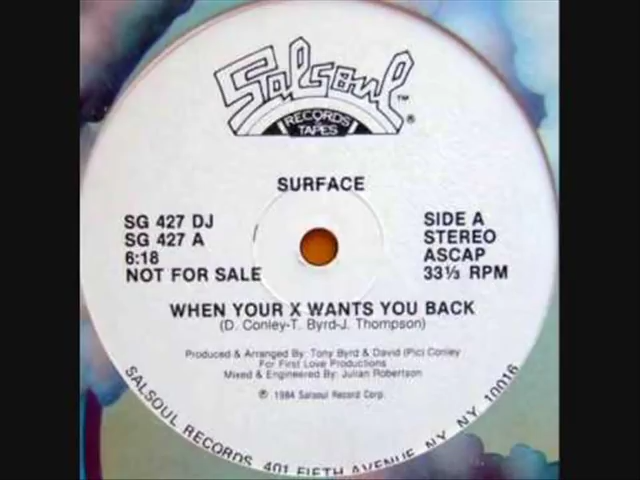 Salsoul ™ ®
RECORDS &
TAPES
SURFACE
SG 427 DJ
SG 427 A
6:18
NOT FOR SALE
SIDE A
STEREO
ASCAP
33⅓ RPM
WHEN YOUR X WANTS YOU BACK
(D. Conley-T. Byrd-J. Thompson)
Produced & Arranged By: Tony Byrd & David (Pic) Conley
For First Love Productions
Mixed & Engineered By: Julian Robertson
℗ 1984 Salsoul Record Corp.
SALSOUL RECORDS, 401 FIFTH AVENUE, NY, NY, 10016